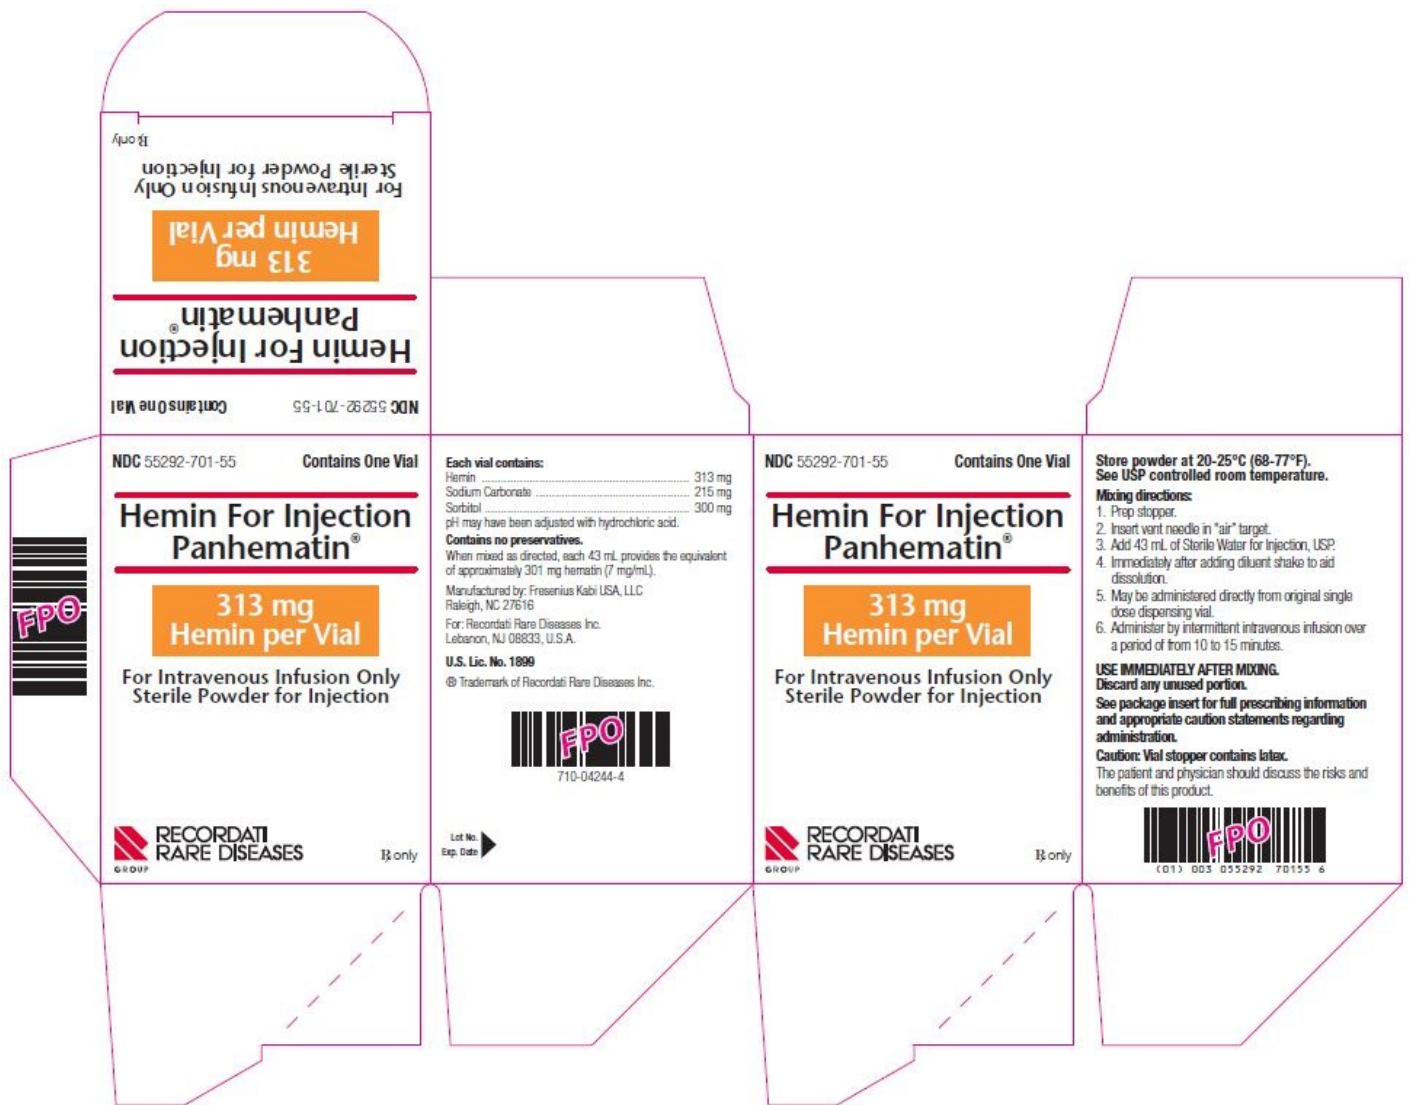 NDC 55292-701-55 Contains One Vial
Hemin For Injection
Panhematin®
313 mg
Hemin per Vial
For Intravenous Infusion Only
Sterile Powder for Injection
Rx only
FPO
NDC 55292-701-55 Contains One Vial
Hemin For Injection
Panhematin®
313 mg
Hemin per Vial
For Intravenous Infusion Only
Sterile Powder for Injection
RECORDATI
RARE DISEASES
GROUP
Rx only
Each vial contains:
Hemin ........ 313 mg
Sodium Carbonate ........ 215 mg
Sorbitol ........ 300 mg
pH may have been adjusted with hydrochloric acid.
Contains no preservatives.
When mixed as directed, each 43 mL provides the equivalent
of approximately 301 mg hematin (7 mg/mL).
Manufactured by: Fresenius Kabi USA, LLC
Raleigh, NC 27616
For: Recordati Rare Diseases Inc.
Lebanon, NJ 08833, U.S.A.
U.S. Lic. No. 1899
® Trademark of Recordati Rare Diseases Inc.
FPO
710-04244-4
Lot No.
Exp. Date
NDC 55292-701-55 Contains One Vial
Hemin For Injection
Panhematin®
313 mg
Hemin per Vial
For Intravenous Infusion Only
Sterile Powder for Injection
RECORDATI
RARE DISEASES
GROUP
Rx only
Store powder at 20-25°C (68-77°F).
See USP controlled room temperature.
Mixing directions:
1. Prep stopper.
2. Insert vent needle in "air" target.
3. Add 43 mL of Sterile Water for Injection, USP.
4. Immediately after adding diluent shake to aid
dissolution.
5. May be administered directly from original single
dose dispensing vial.
6. Administer by intermittent intravenous infusion over
a period of from 10 to 15 minutes.
USE IMMEDIATELY AFTER MIXING.
Discard any unused portion.
See package insert for full prescribing information
and appropriate caution statements regarding
administration.
Caution: Vial stopper contains latex.
The patient and physician should discuss the risks and
benefits of this product.
FPO
(01) 003 055292 70155 6